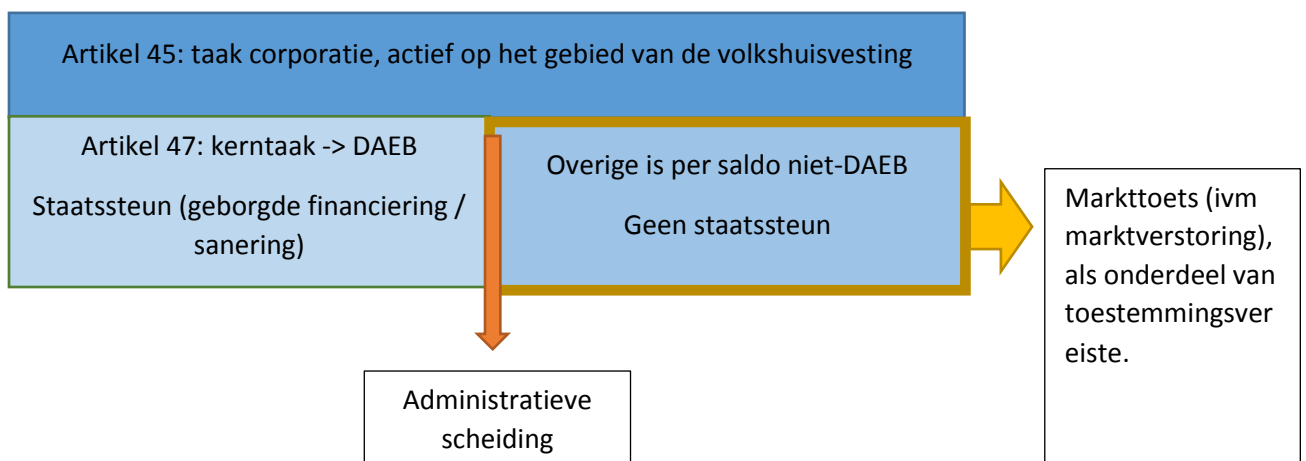 Artikel 45: taak corporatie, actief op het gebied van de volkshuisvesting
Artikel 47: kerntaak -> DAEB
Staatssteun (geborgde financiering /
sanering)
Overige is per saldo niet-DAEB
Geen staatssteun
Markttoets (ivm
marktverstoring),
als onderdeel van
toestemmingsver
eiste.
Administratieve
scheiding